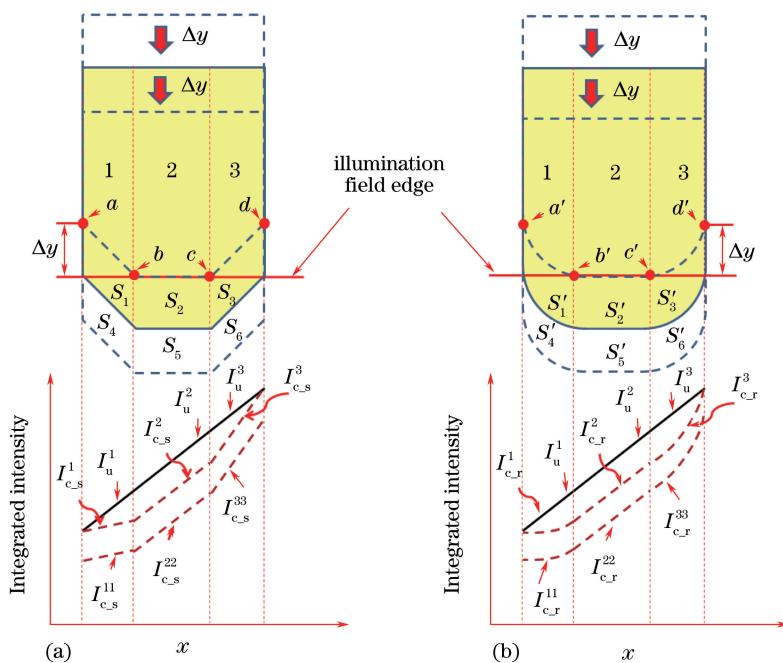 Δy
Δy
1 2 3
a
d
Δy
b
c
S₁
S₂
S₃
S₄
S₅
S₆
illumination
field edge
Δy
Δy
1 2 3
a′
d′
Δy
b′
c′
S′₁
S′₂
S′₃
S′₄
S′₅
S′₆
Integrated intensity
I¹c_s
I¹u
I²c_s
I²u
I³u
I³c_s
I¹¹c_s
I²²c_s
I³³c_s
(a)
x
Integrated intensity
I¹c_r
I¹u
I²c_r
I²u
I³u
I³c_r
I¹¹c_r
I²²c_r
I³³c_r
(b)
x